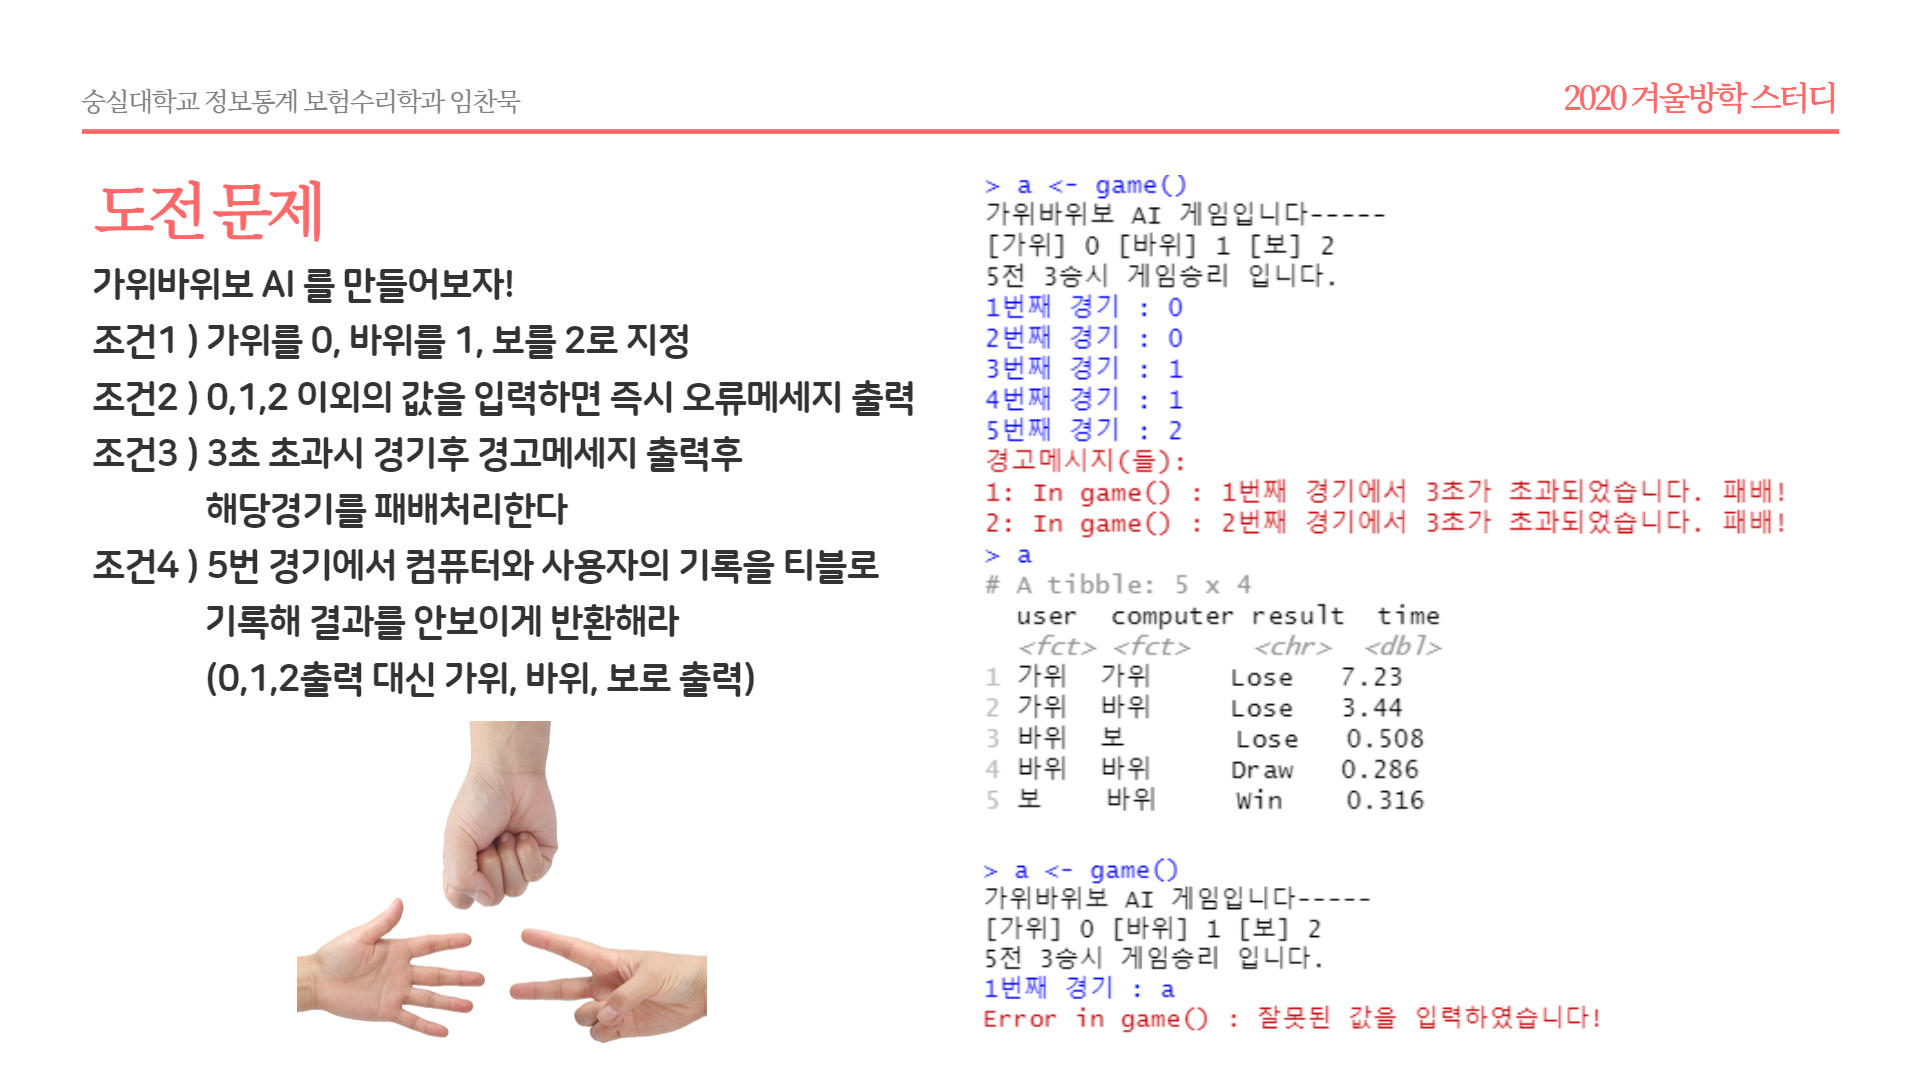 숭실대학교 정보통계 보험수리학과 임찬묵
2020 겨울방학 스터디
도전 문제
가위바위보 AI 를 만들어보자!
조건1 ) 가위를 0, 바위를 1, 보를 2로 지정
조건2 ) 0,1,2 이외의 값을 입력하면 즉시 오류메세지 출력
조건3 ) 3초 초과시 경기후 경고메세지 출력후
해당경기를 패배처리한다
조건4 ) 5번 경기에서 컴퓨터와 사용자의 기록을 티블로
기록해 결과를 안보이게 반환해라
(0,1,2출력 대신 가위, 바위, 보로 출력)
> a <- game()
가위바위보 AI 게임입니다-----
[가위] 0 [바위] 1 [보] 2
5전 3승시 게임승리 입니다.
1번째 경기 : 0
2번째 경기 : 0
3번째 경기 : 1
4번째 경기 : 1
5번째 경기 : 2
경고메시지(들):
1: In game() : 1번째 경기에서 3초가 초과되었습니다. 패배!
2: In game() : 2번째 경기에서 3초가 초과되었습니다. 패배!
> a
# A tibble: 5 x 4
user computer result time
<fct> <fct> <chr> <dbl>
1 가위 가위 Lose 7.23
2 가위 바위 Lose 3.44
3 바위 보 Lose 0.508
4 바위 바위 Draw 0.286
5 보 바위 Win 0.316
> a <- game()
가위바위보 AI 게임입니다-----
[가위] 0 [바위] 1 [보] 2
5전 3승시 게임승리 입니다.
1번째 경기 : a
Error in game() : 잘못된 값을 입력하였습니다!